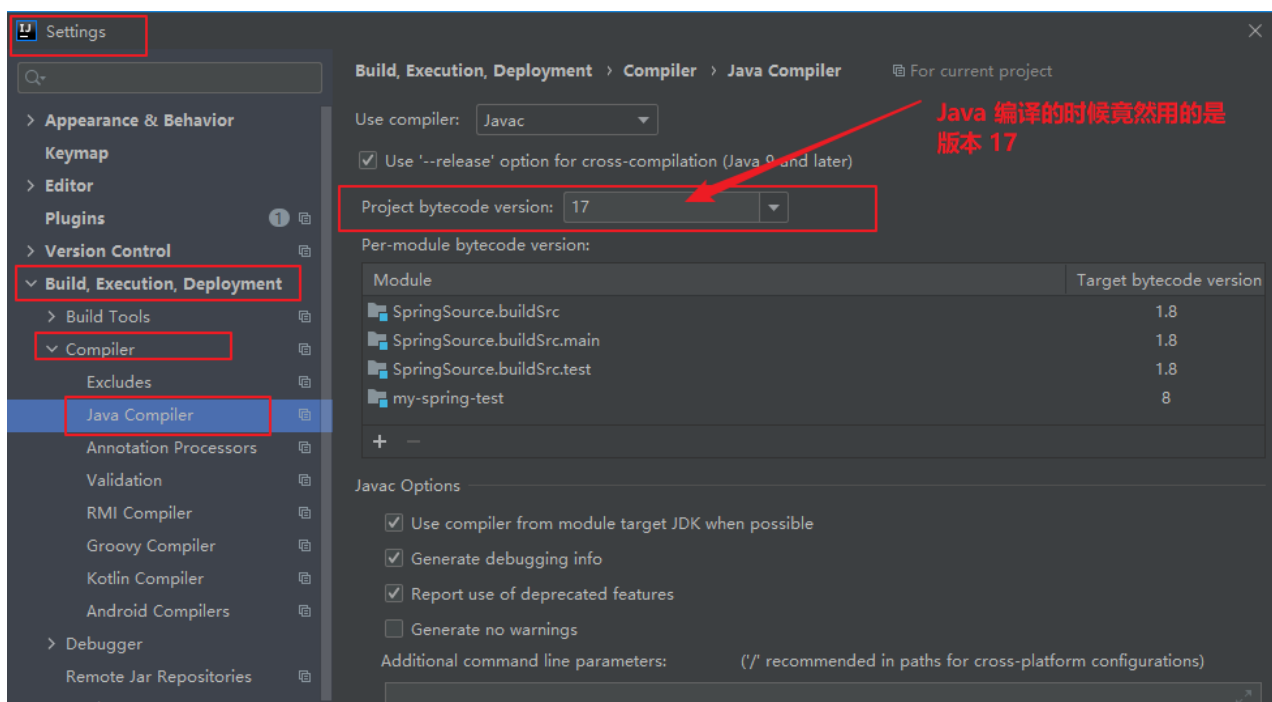 Settings
Build, Execution, Deployment › Compiler › Java Compiler
For current project
Appearance & Behavior
Keymap
Editor
Plugins
1
Version Control
Build, Execution, Deployment
Build Tools
Compiler
Excludes
Java Compiler
Annotation Processors
Validation
RMI Compiler
Groovy Compiler
Kotlin Compiler
Android Compilers
Debugger
Remote Jar Repositories
Use compiler: Javac
Java 编译的时候竟然用的是
版本 17
Use '--release' option for cross-compilation (Java 9 and later)
Project bytecode version: 17
Per-module bytecode version:
Module Target bytecode version
SpringSource.buildSrc 1.8
SpringSource.buildSrc.main 1.8
SpringSource.buildSrc.test 1.8
my-spring-test 8
Javac Options
Use compiler from module target JDK when possible
Generate debugging info
Report use of deprecated features
Generate no warnings
Additional command line parameters: ('/' recommended in paths for cross-platform configurations)